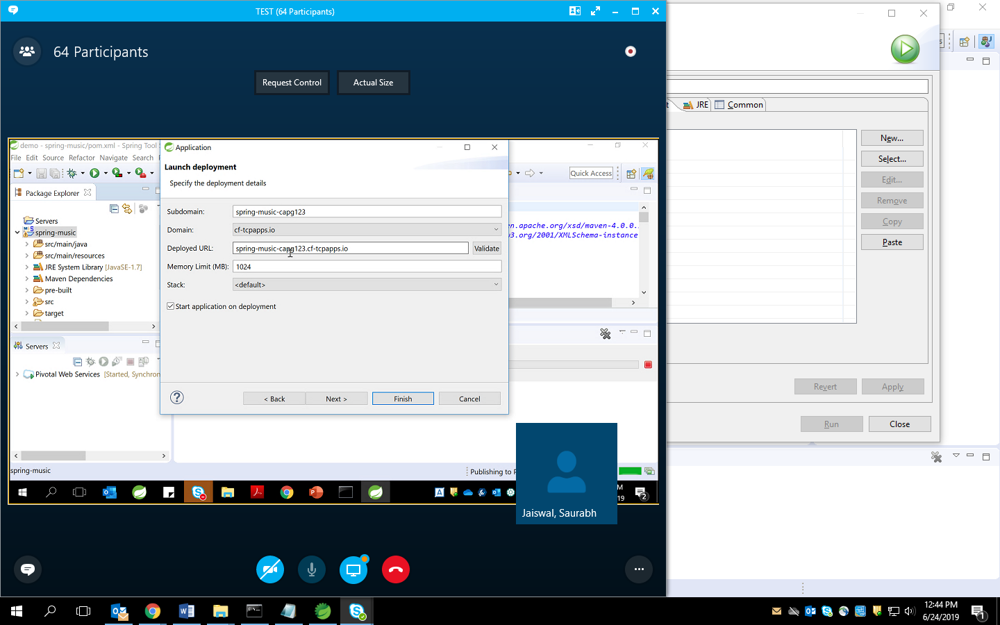 TEST (64 Participants)
64 Participants
Request Control
Actual Size
demo - spring-music/pom.xml - Spring Tool
File Edit Source Refactor Navigate Search
Quick Access
Package Explorer
Servers
spring-music
src/main/java
src/main/resources
JRE System Library [JavaSE-1.7]
Maven Dependencies
pre-built
src
target
Servers
Pivotal Web Services [Started, Synchron
spring-music
Application
Launch deployment
Specify the deployment details
Subdomain: spring-music-capg123
Domain: cf-tcpapps.io
Deployed URL: spring-music-capg123.cf-tcpapps.io Validate
Memory Limit (MB): 1024
Stack: <default>
Start application on deployment
?
< Back
Next >
Finish
Cancel
en.apache.org/xsd/maven-4.0.0.
w3.org/2001/XMLSchema-instance
Publishing to P
M
19
2
Jaiswal, Saurabh
t
JRE
Common
New...
Select...
Edit...
Remove
Copy
Paste
Revert
Apply
Run
Close
12:44 PM
6/24/2019
1